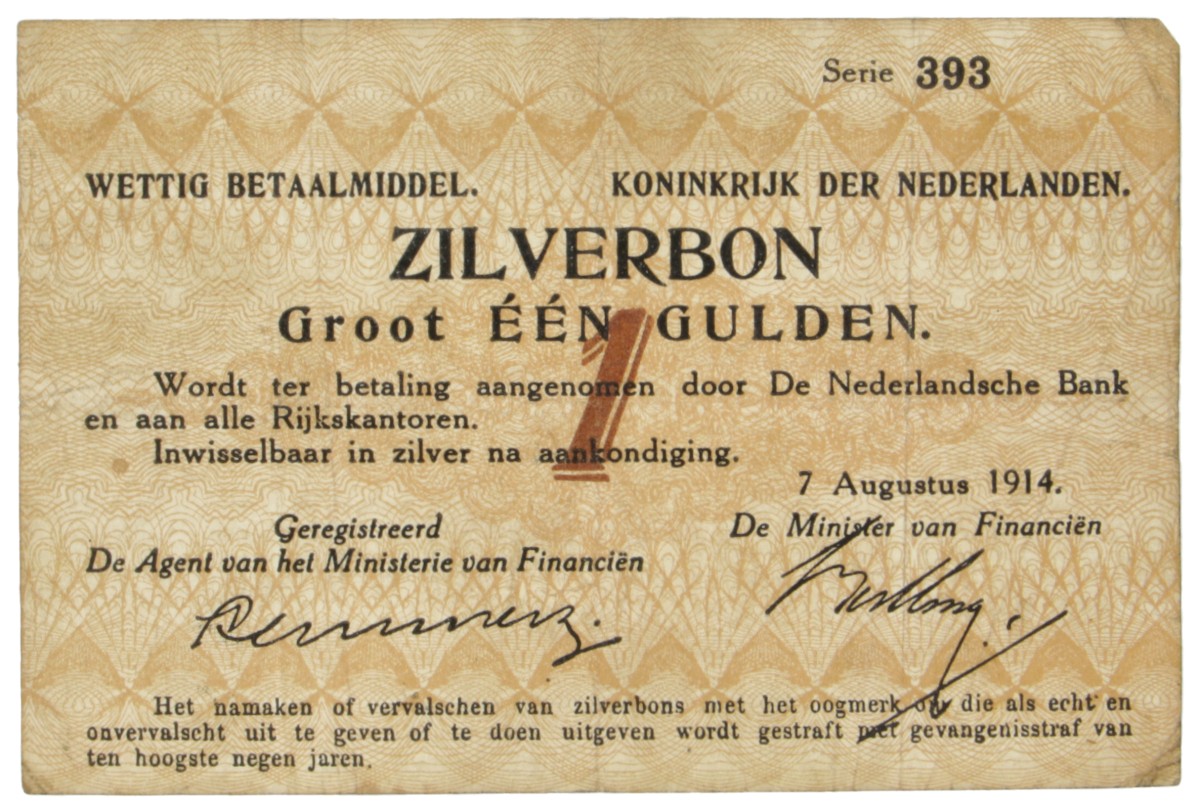 Serie 393
WETTIG BETAALMIDDEL. KONINKRIJK DER NEDERLANDEN.
ZILVERBON
Groot ÉÉN GULDEN.
1
Wordt ter betaling aangenomen door De Nederlandsche Bank
en aan alle Rijkskantoren.
Inwisselbaar in zilver na aankondiging.
7 Augustus 1914.
Geregistreerd
De Agent van het Ministerie van Financiën
De Minister van Financiën
Het namaken of vervalschen van zilverbons met het oogmerk om die als echt en
onvervalscht uit te geven of te doen uitgeven wordt gestraft met gevangenisstraf van
ten hoogste negen jaren.